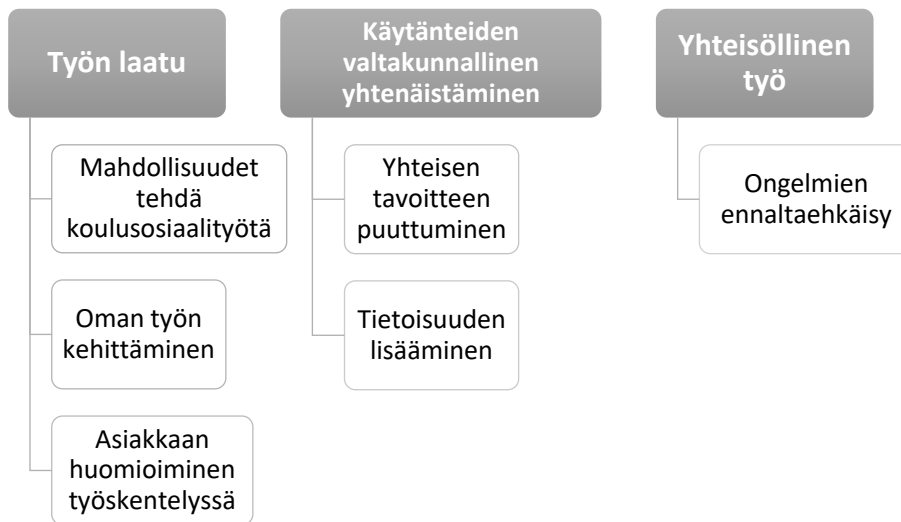 Työn laatu
Mahdollisuudet
tehdä
koulusosiaalityötä
Oman työn
kehittäminen
Asiakkaan
huomioiminen
työskentelyssä
Käytänteiden
valtakunnallinen
yhtenäistäminen
Yhteisen
tavoitteen
puuttuminen
Tietoisuuden
lisääminen
Yhteisöllinen
työ
Ongelmien
ennaltaehkäisy